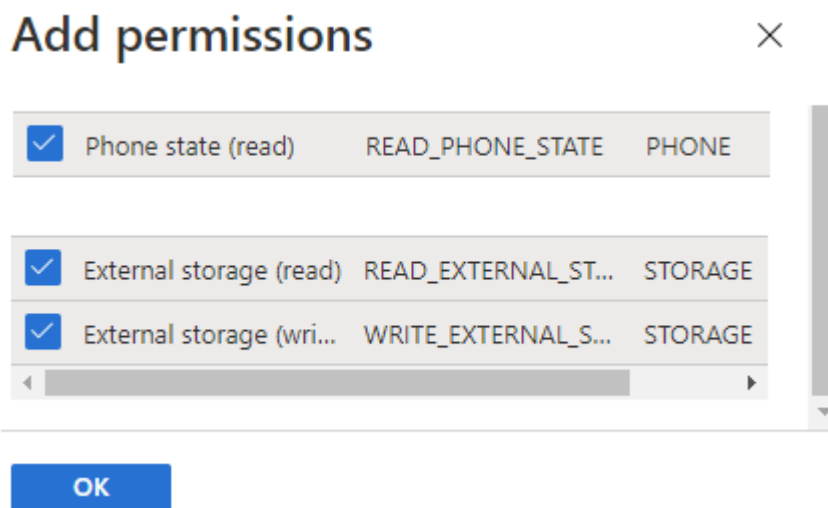 Add permissions
Phone state (read) READ_PHONE_STATE PHONE
External storage (read) READ_EXTERNAL_ST... STORAGE
External storage (wri... WRITE_EXTERNAL_S... STORAGE
OK